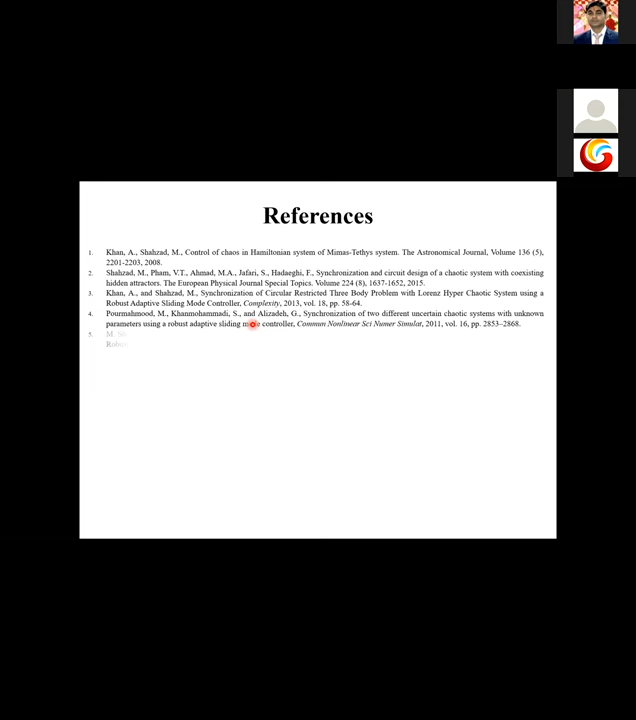 References
1. Khan, A., Shahzad, M., Control of chaos in Hamiltonian system of Mimas-Tethys system. The Astronomical Journal, Volume 136 (5),
2201-2203, 2008.
2. Shahzad, M., Pham, V.T., Ahmad, M.A., Jafari, S., Hadaeghi, F., Synchronization and circuit design of a chaotic system with coexisting
hidden attractors. The European Physical Journal Special Topics. Volume 224 (8), 1637-1652, 2015.
3. Khan, A., and Shahzad, M., Synchronization of Circular Restricted Three Body Problem with Lorenz Hyper Chaotic System using a
Robust Adaptive Sliding Mode Controller, Complexity, 2013, vol. 18, pp. 58-64.
4. Pourmahmood, M., Khanmohammadi, S., and Alizadeh, G., Synchronization of two different uncertain chaotic systems with unknown
parameters using a robust adaptive sliding controller, Commun Nonlinear Sci Numer Simulat, 2011, vol. 16, pp. 2853–2868.
5. M.